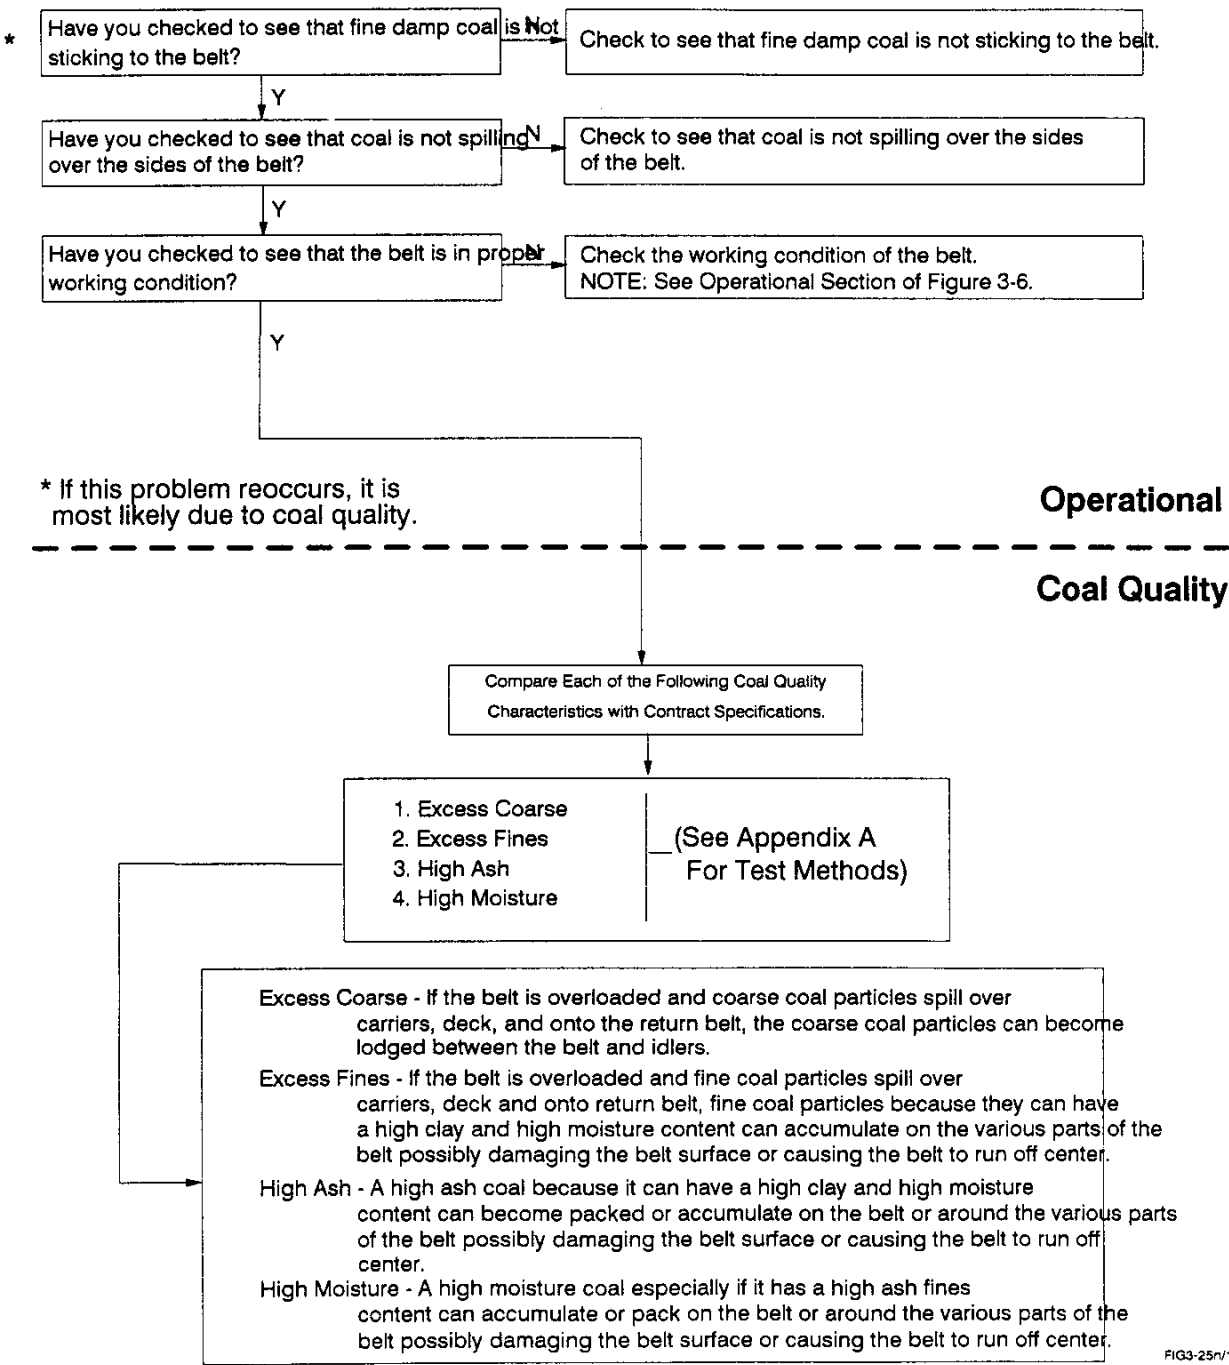 * Have you checked to see that fine damp coal is not
sticking to the belt?
N
Check to see that fine damp coal is not sticking to the belt.
Y
Have you checked to see that coal is not spilling
over the sides of the belt?
N
Check to see that coal is not spilling over the sides
of the belt.
Y
Have you checked to see that the belt is in proper
working condition?
N
Check the working condition of the belt.
NOTE: See Operational Section of Figure 3-6.
Y
* If this problem reoccurs, it is
most likely due to coal quality.
Operational
Coal Quality
Compare Each of the Following Coal Quality
Characteristics with Contract Specifications.
1. Excess Coarse
2. Excess Fines
3. High Ash
4. High Moisture
(See Appendix A
For Test Methods)
Excess Coarse - If the belt is overloaded and coarse coal particles spill over
carriers, deck, and onto the return belt, the coarse coal particles can become
lodged between the belt and idlers.
Excess Fines - If the belt is overloaded and fine coal particles spill over
carriers, deck and onto return belt, fine coal particles because they can have
a high clay and high moisture content can accumulate on the various parts of the
belt possibly damaging the belt surface or causing the belt to run off center.
High Ash - A high ash coal because it can have a high clay and high moisture
content can become packed or accumulate on the belt or around the various parts
of the belt possibly damaging the belt surface or causing the belt to run off
center.
High Moisture - A high moisture coal especially if it has a high ash fines
content can accumulate or pack on the belt or around the various parts of the
belt possibly damaging the belt surface or causing the belt to run off center.